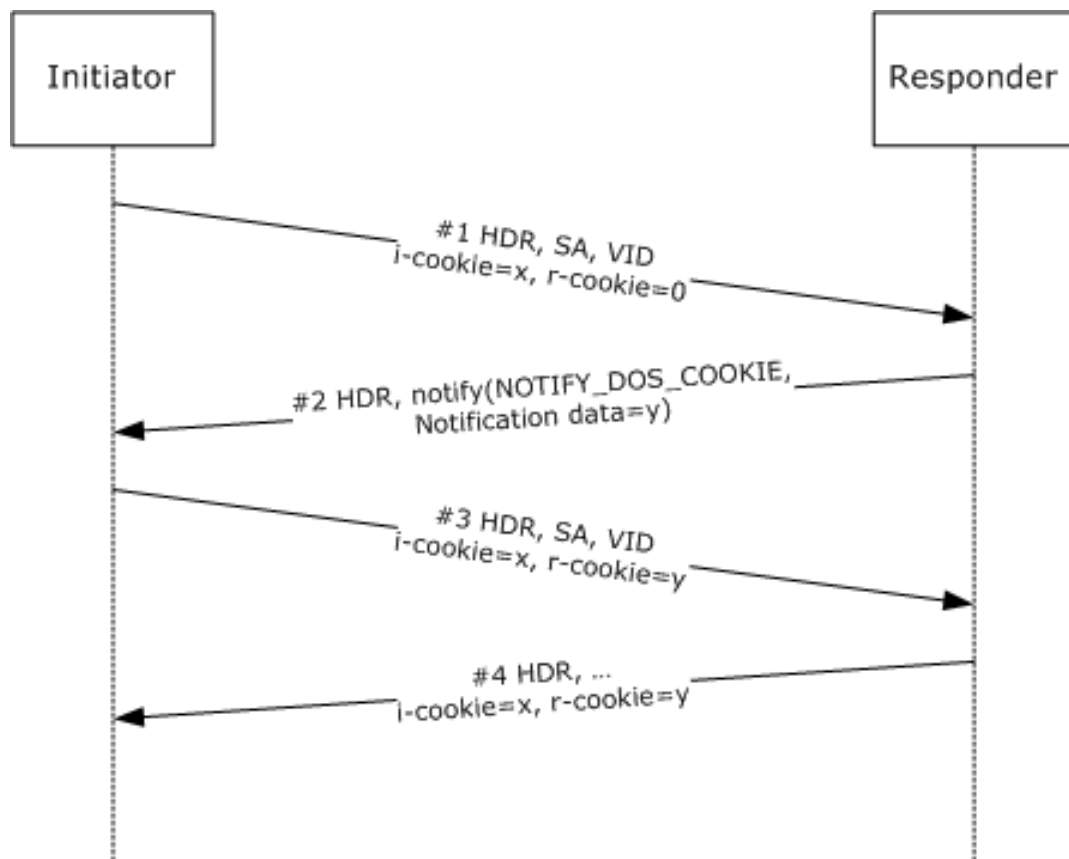 Initiator
Responder
#1 HDR, SA, VID
i-cookie=x, r-cookie=0
#2 HDR, notify(NOTIFY_DOS_COOKIE,
Notification data=y)
#3 HDR, SA, VID
i-cookie=x, r-cookie=y
#4 HDR, ...
i-cookie=x, r-cookie=y